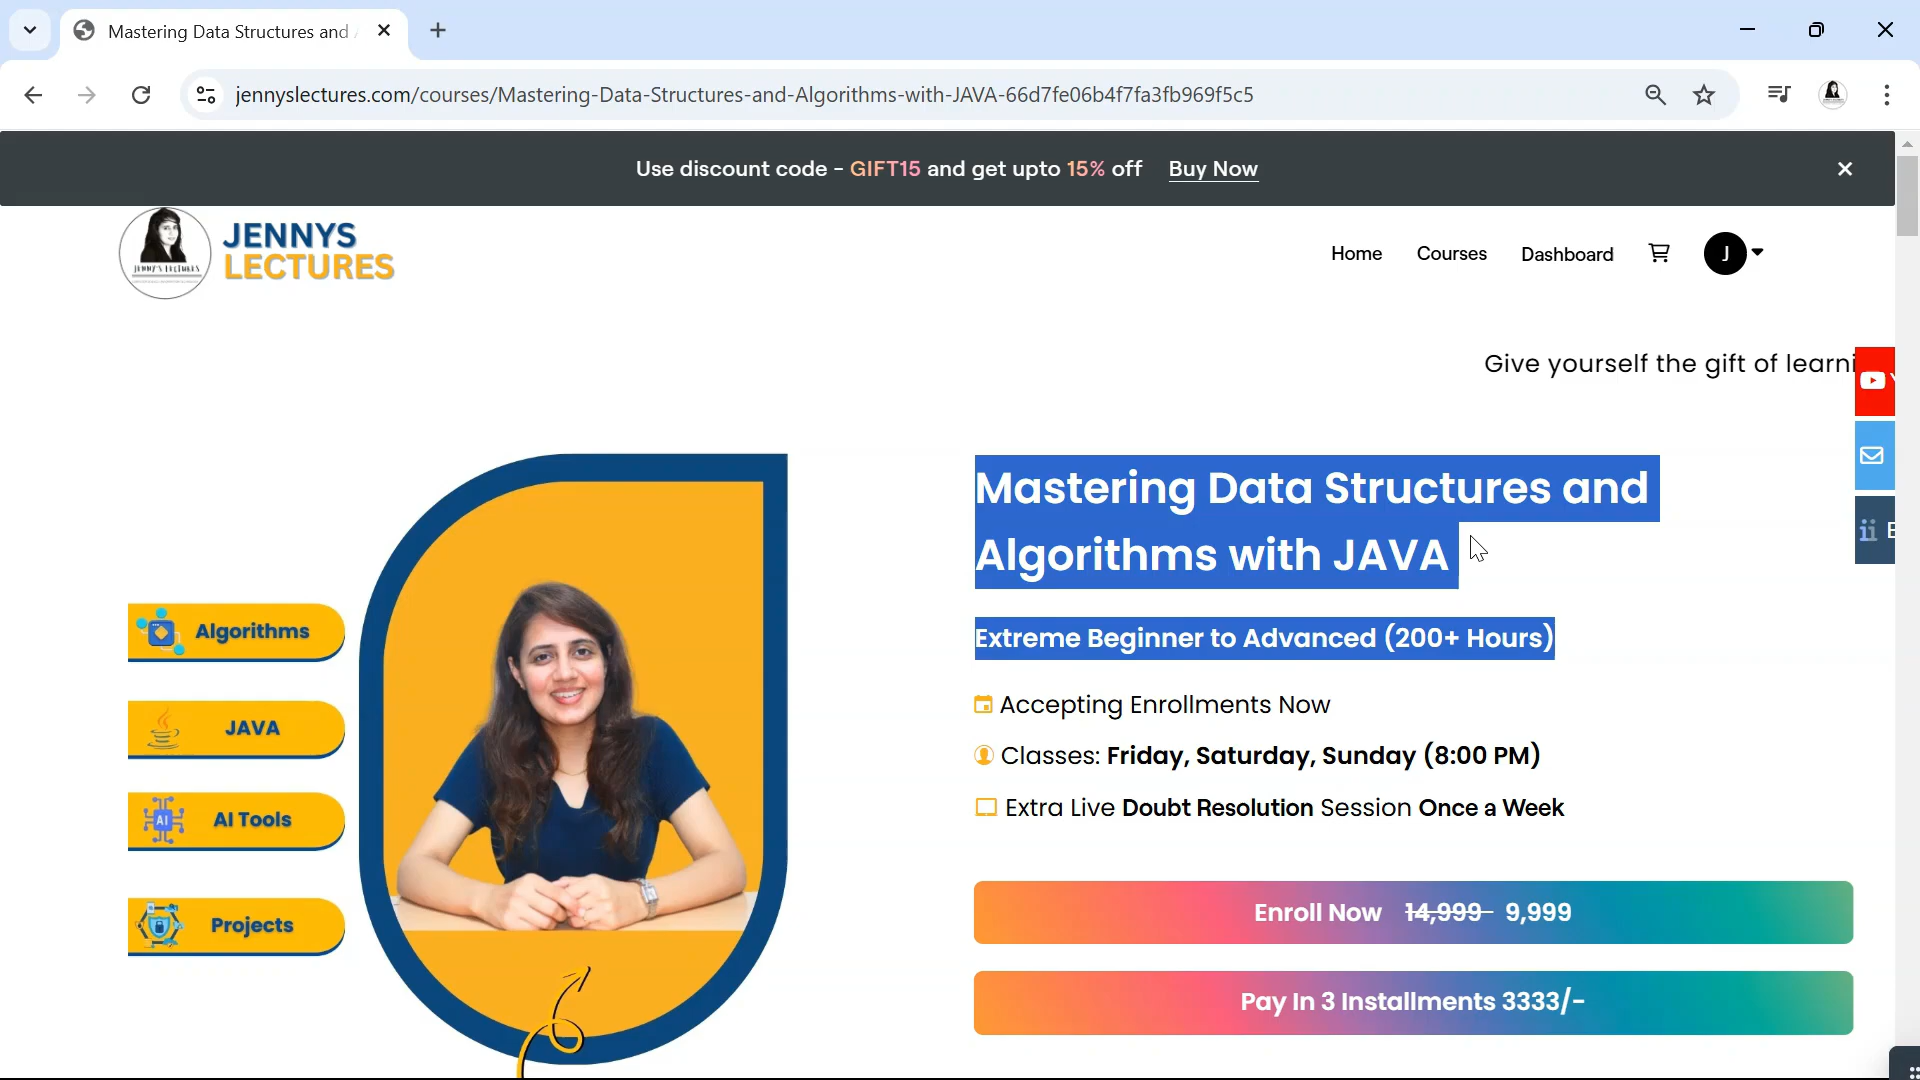 Mastering Data Structures and
jennyslectures.com/courses/Mastering-Data-Structures-and-Algorithms-with-JAVA-66d7fe06b4f7fa3fb969f5c5
Use discount code - GIFT15 and get upto 15% off Buy Now
JENNYS
LECTURES
JENNY'S LECTURES
Home Courses Dashboard J
Give yourself the gift of learni
Mastering Data Structures and
Algorithms with JAVA
Extreme Beginner to Advanced (200+ Hours)
Accepting Enrollments Now
Classes: Friday, Saturday, Sunday (8:00 PM)
Extra Live Doubt Resolution Session Once a Week
Enroll Now 14,999 9,999
Pay In 3 Installments 3333/-
Algorithms
JAVA
AI
AI Tools
Projects